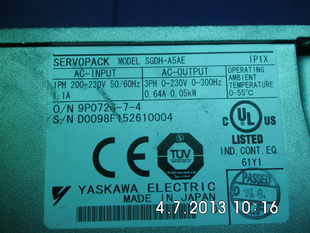 SERVOPACK MODEL SGDH-A5AE IP1X
AC-INPUT AC-OUTPUT OPERATING
1PH 200-230V 50/60Hz 3PH 0-230V 0-300Hz AMBIENT
1.1A 0.64A 0.05kW TEMPERATURE
0-55°C
O/N 9P0726-7-4
S/N D0098F152610004
C UL US
LISTED
IND. CONT. EQ.
61Y1
CE
TÜV
PASSED
YASKAWA ELECTRIC
MADE IN JAPAN
4.7.2013 10:16